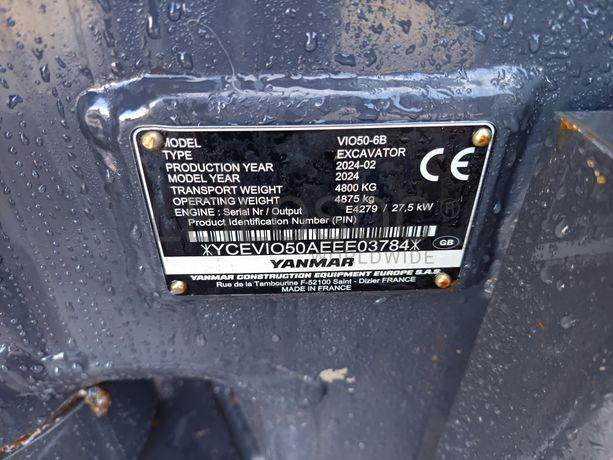 MODEL VIO50-6B
TYPE EXCAVATOR
PRODUCTION YEAR 2024-02
MODEL YEAR 2024
TRANSPORT WEIGHT 4800 KG
OPERATING WEIGHT 4875 kg
ENGINE : Serial Nr / Output E4279 / 27,5 kW
Product Identification Number (PIN)
*YCEVIO50AEEE03784*
GB
CE
YANMAR
WORLDWIDE
YANMAR CONSTRUCTION EQUIPMENT EUROPE S.A.S.
Rue de la Tambourine F-52100 Saint - Dizier FRANCE
MADE IN FRANCE